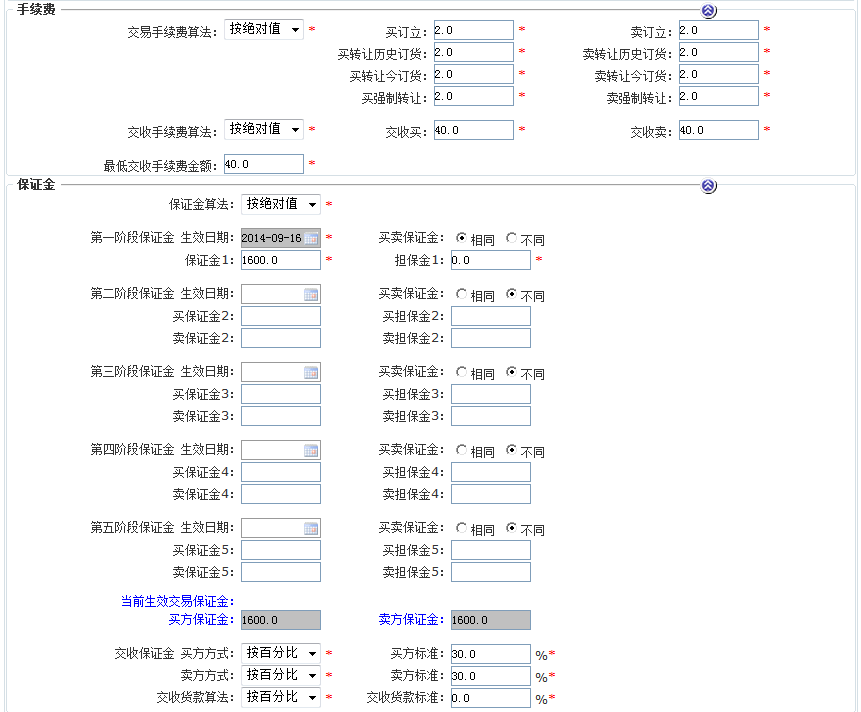 手续费
交易手续费算法: 按绝对值 * 买订立: 2.0 * 卖订立: 2.0 *
买转让历史订货: 2.0 * 卖转让历史订货: 2.0 *
买转让今订货: 2.0 * 卖转让今订货: 2.0 *
买强制转让: 2.0 * 卖强制转让: 2.0 *
交收手续费算法: 按绝对值 * 交收买: 40.0 * 交收卖: 40.0 *
最低交收手续费金额: 40.0 *
保证金
保证金算法: 按绝对值 *
第一阶段保证金 生效日期: 2014-09-16 * 买卖保证金: 相同 不同
保证金1: 1600.0 * 担保金1: 0.0 *
第二阶段保证金 生效日期: 买卖保证金: 相同 不同
买保证金2: 买担保金2:
卖保证金2: 卖担保金2:
第三阶段保证金 生效日期: 买卖保证金: 相同 不同
买保证金3: 买担保金3:
卖保证金3: 卖担保金3:
第四阶段保证金 生效日期: 买卖保证金: 相同 不同
买保证金4: 买担保金4:
卖保证金4: 卖担保金4:
第五阶段保证金 生效日期: 买卖保证金: 相同 不同
买保证金5: 买担保金5:
卖保证金5: 卖担保金5:
当前生效交易保证金:
买方保证金: 1600.0 卖方保证金: 1600.0
交收保证金 买方方式: 按百分比 * 买方标准: 30.0 %*
卖方方式: 按百分比 * 卖方标准: 30.0 %*
交收货款算法: 按百分比 * 交收货款标准: 0.0 %*